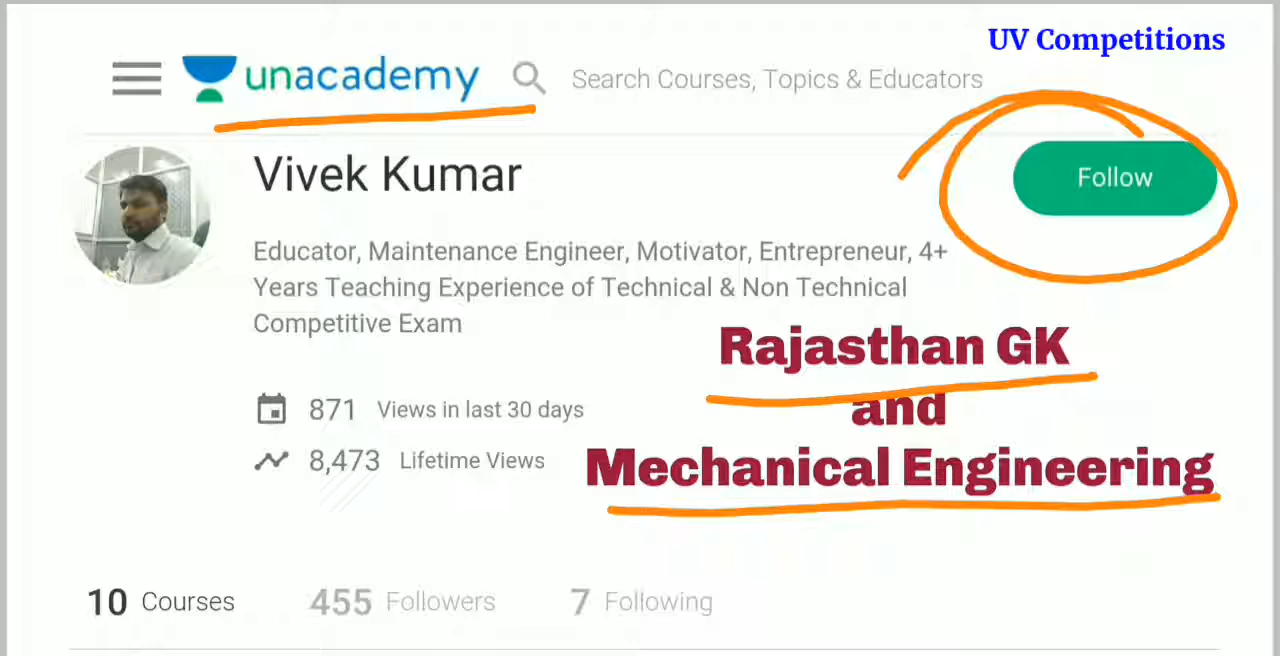 UV Competitions
unacademy
Search Courses, Topics & Educators
Vivek Kumar
Follow
Educator, Maintenance Engineer, Motivator, Entrepreneur, 4+
Years Teaching Experience of Technical & Non Technical
Competitive Exam
Rajasthan GK
and
Mechanical Engineering
871 Views in last 30 days
8,473 Lifetime Views
10 Courses
455 Followers
7 Following